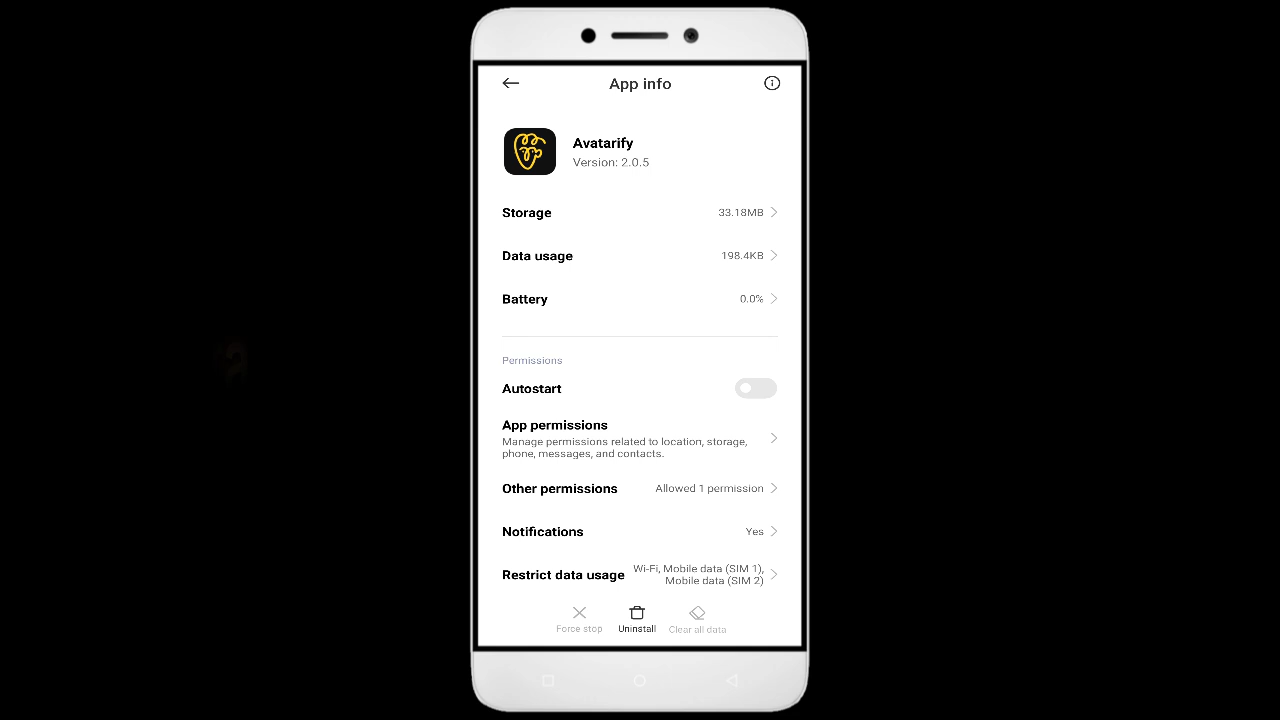 App info
Avatarify
Version: 2.0.5
Storage 33.18MB
Data usage 198.4KB
Battery 0.0%
Permissions
Autostart
App permissions
Manage permissions related to location, storage,
phone, messages, and contacts.
Other permissions Allowed 1 permission
Notifications Yes
Restrict data usage Wi-Fi, Mobile data (SIM 1),
Mobile data (SIM 2)
Force stop Uninstall Clear all data